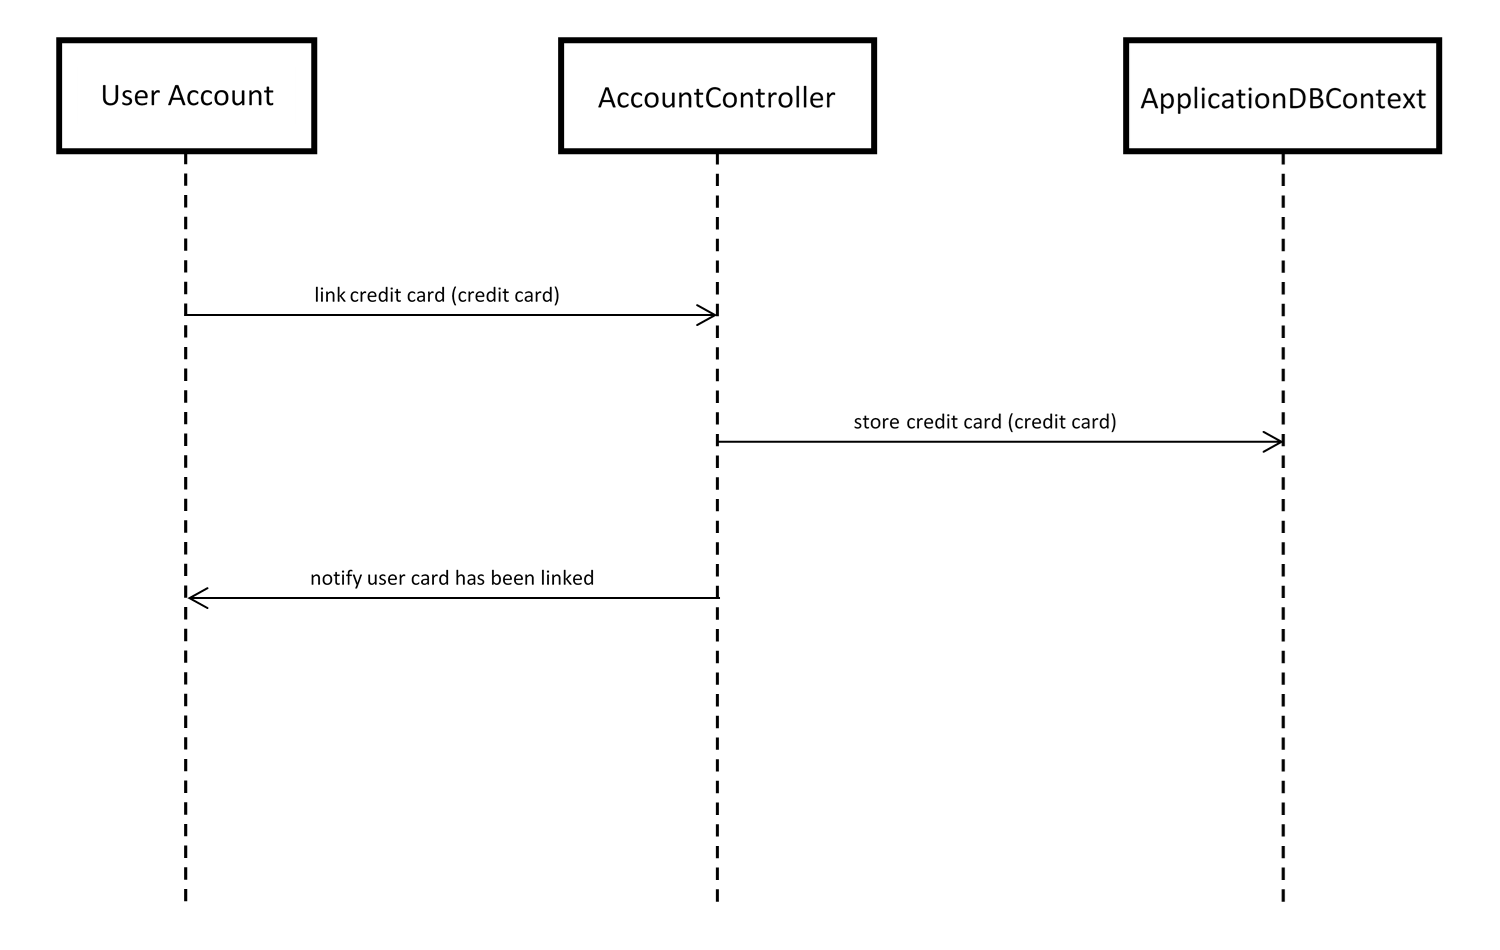 User Account
AccountController
ApplicationDBContext
link credit card (credit card)
store credit card (credit card)
notify user card has been linked